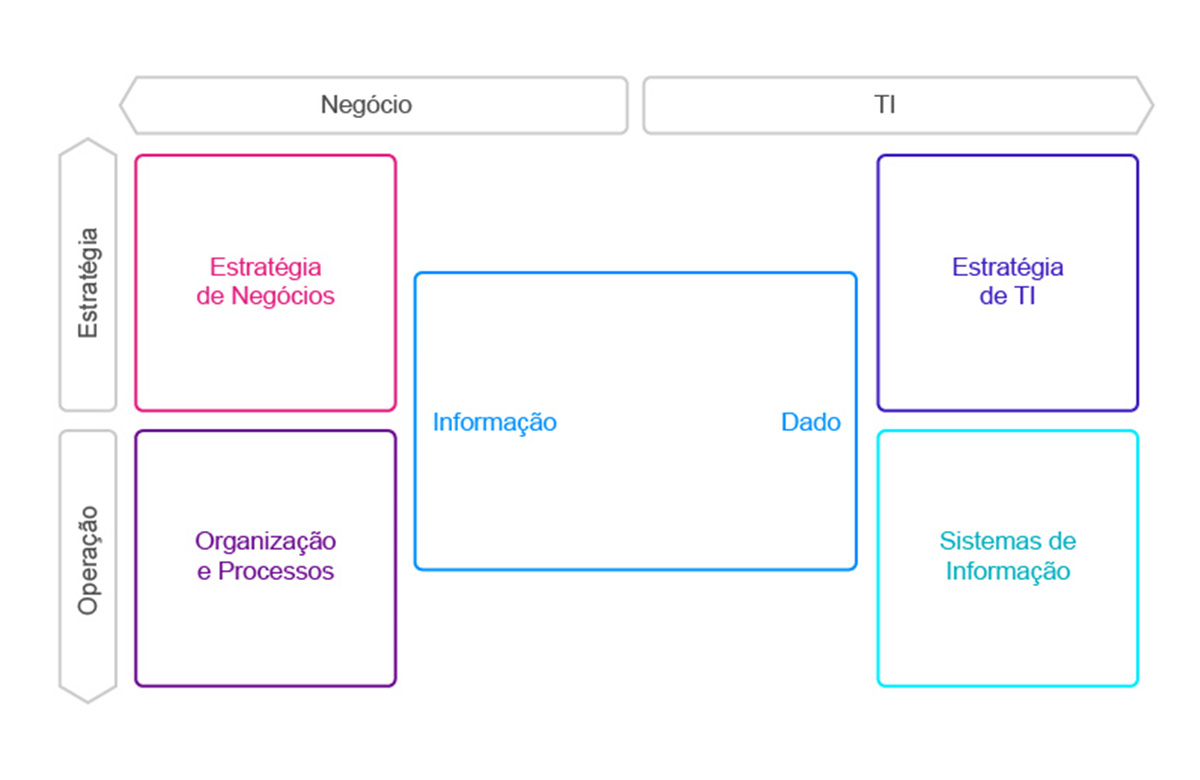 Negócio
TI
Estratégia
Estratégia
de Negócios
Estratégia
de TI
Informação
Dado
Operação
Organização
e Processos
Sistemas de
Informação